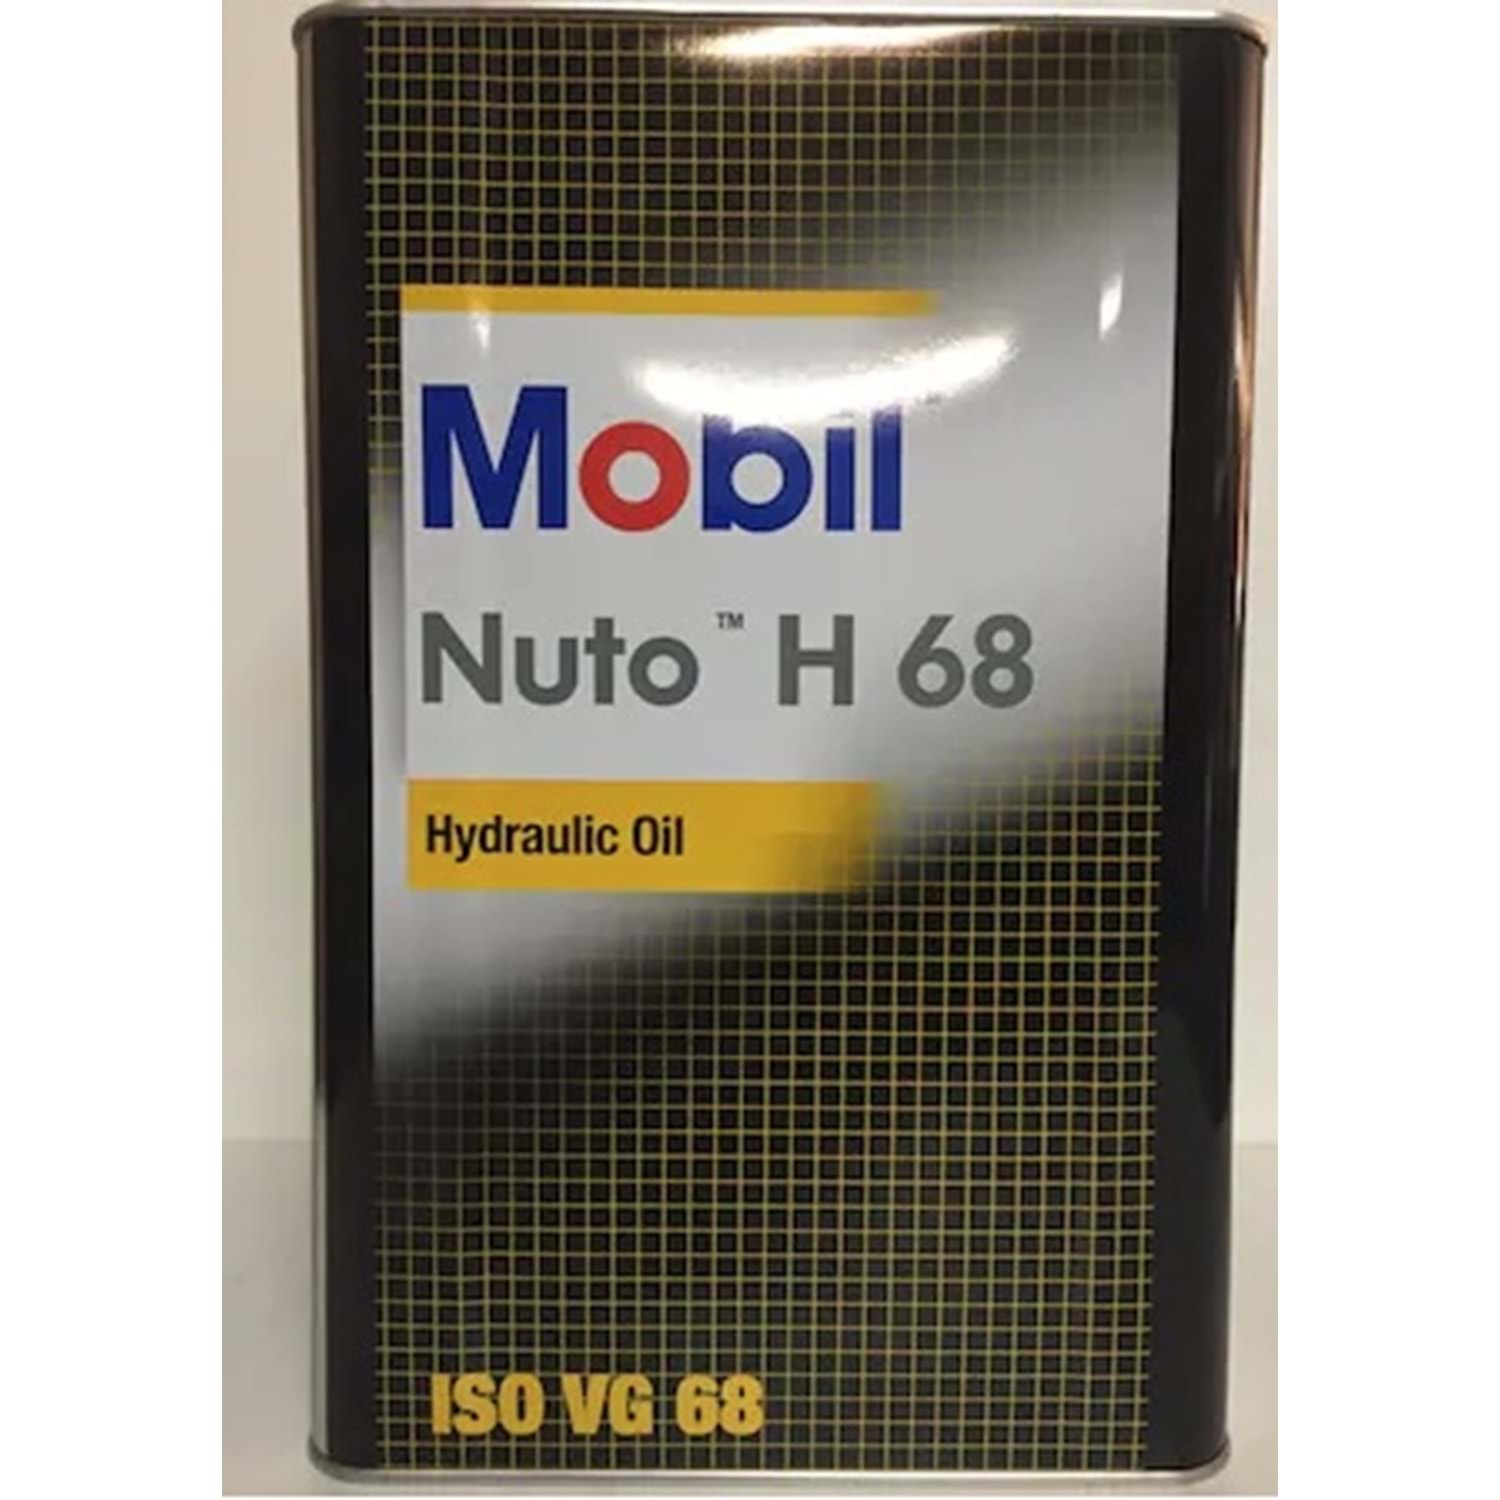 Mobil
Nuto™ H 68
Hydraulic Oil
ISO VG 68